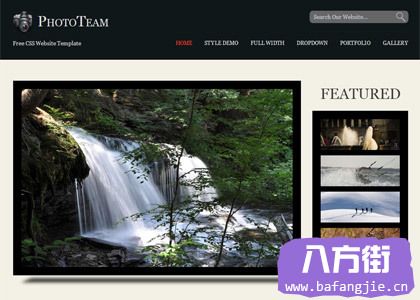 PhotoTeam
Search Our Website...
Free CSS Website Template
HOME STYLE DEMO FULL WIDTH DROPDOWN PORTFOLIO GALLERY
FEATURED
八方街
www.bafangjie.cn